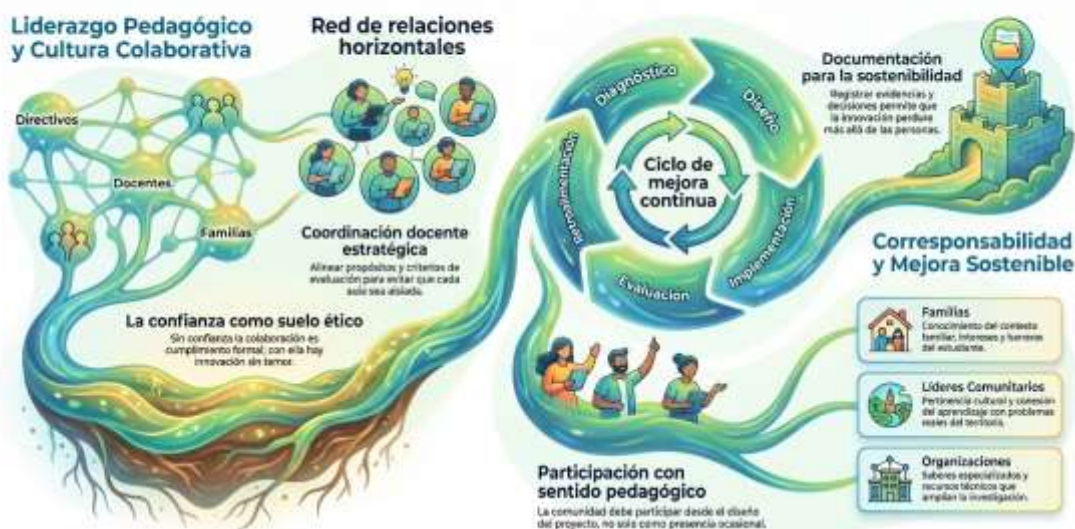 Liderazgo Pedagógico
y Cultura Colaborativa
Directivos
Docentes
Familias
Red de relaciones
horizontales
Coordinación docente
estratégica
Alinear propósitos y criterios de
evaluación para evitar que cada
aula sea aislada.
La confianza como suelo ético
Sin confianza la colaboración es
cumplimiento formal; con ella hay
innovación sin temor.
Diagnóstico
Diseño
Implementación
Evaluación
Retroalimentación
Ciclo de
mejora
continua
Participación con
sentido pedagógico
La comunidad debe participar desde el diseño
del proyecto, no solo como presencia ocasional.
Documentación
para la sostenibilidad
Registrar evidencias y
decisiones permite que
la innovación perdure
más allá de las personas.
Corresponsabilidad
y Mejora Sostenible
Familias
Conocimiento del contexto
familiar, intereses y barreras
del estudiante.
Líderes Comunitarios
Pertinencia cultural y conexión
del aprendizaje con problemas
reales del territorio.
Organizaciones
Saberes especializados y
recursos técnicos que
amplían la investigación.